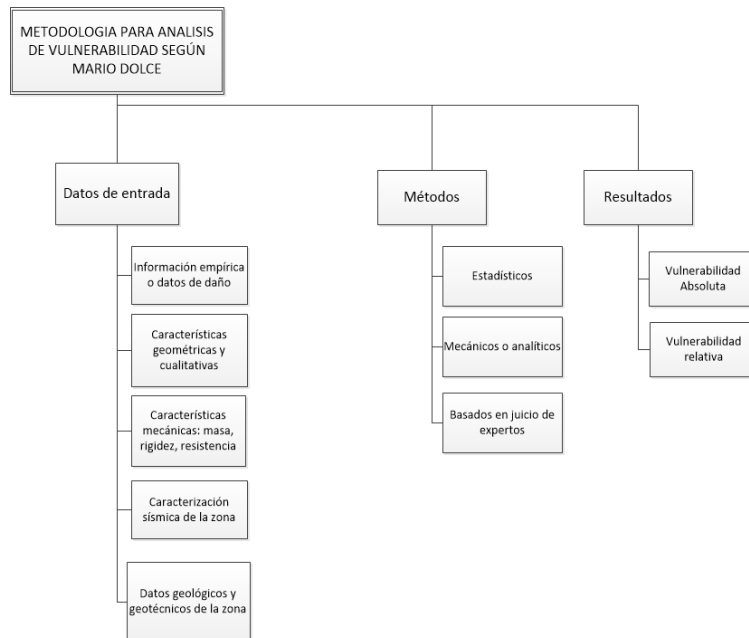 METODOLOGIA PARA ANALISIS
DE VULNERABILIDAD SEGÚN
MARIO DOLCE
Datos de entrada
Información empírica
o datos de daño
Características
geométricas y
cualitativas
Características
mecánicas: masa,
rigidez, resistencia
Caracterización
sísmica de la zona
Datos geológicos y
geotécnicos de la zona
Métodos
Estadísticos
Mecánicos o analíticos
Basados en juicio de
expertos
Resultados
Vulnerabilidad
Absoluta
Vulnerabilidad
relativa